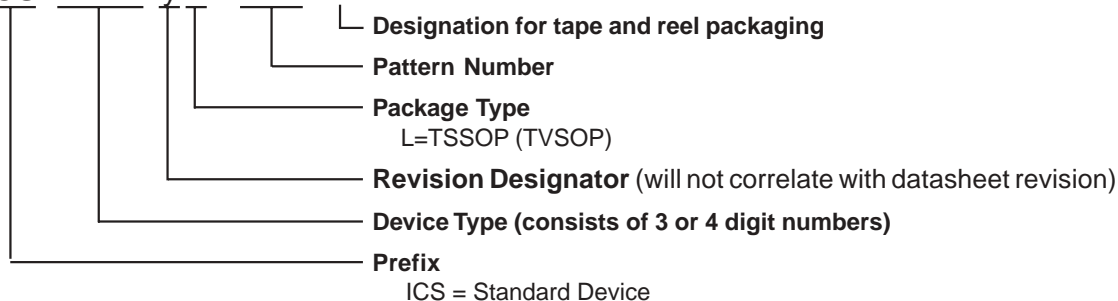 Designation for tape and reel packaging
Pattern Number
Package Type
L=TSSOP (TVSOP)
Revision Designator (will not correlate with datasheet revision)
Device Type (consists of 3 or 4 digit numbers)
Prefix
ICS = Standard Device